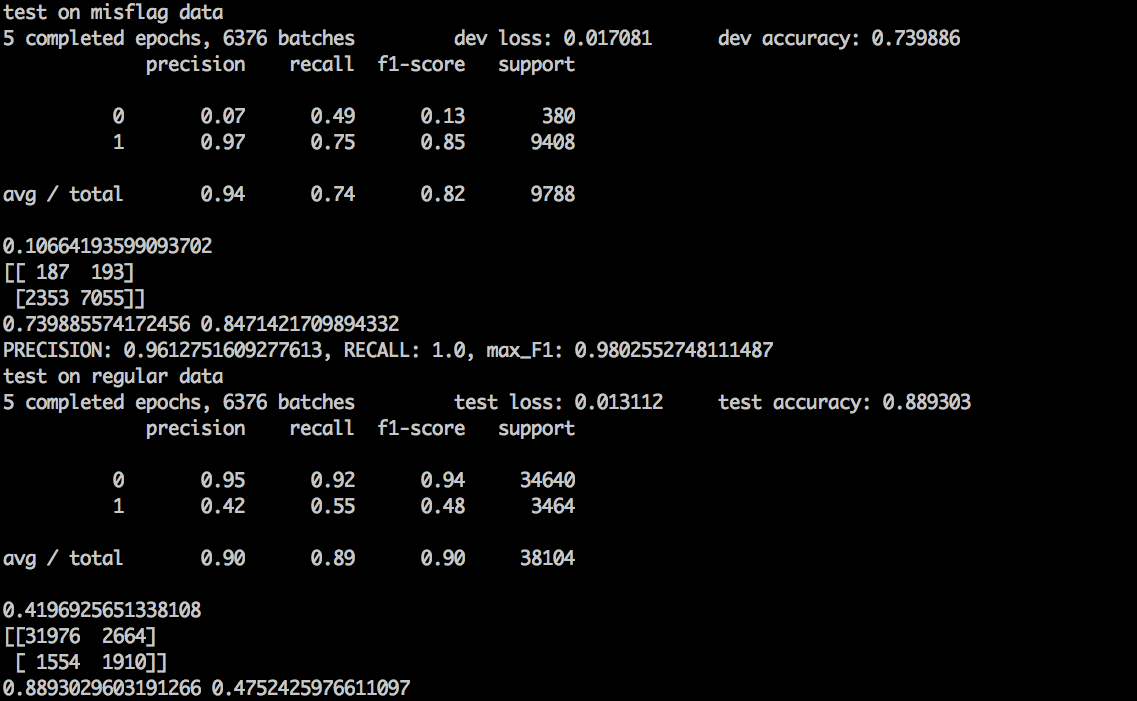 test on misflag data
5 completed epochs, 6376 batches         dev loss: 0.017081      dev accuracy: 0.739886
             precision    recall  f1-score   support

          0       0.07      0.49      0.13       380
          1       0.97      0.75      0.85      9408

avg / total       0.94      0.74      0.82      9788

0.10664193599093702
[[ 187  193]
 [2353 7055]]
0.739885574172456 0.8471421709894332
PRECISION: 0.9612751609277613, RECALL: 1.0, max_F1: 0.9802552748111487
test on regular data
5 completed epochs, 6376 batches         test loss: 0.013112     test accuracy: 0.889303
             precision    recall  f1-score   support

          0       0.95      0.92      0.94     34640
          1       0.42      0.55      0.48      3464

avg / total       0.90      0.89      0.90     38104

0.4196925651338108
[[31976  2664]
 [ 1554  1910]]
0.8893029603191266 0.4752425976611097